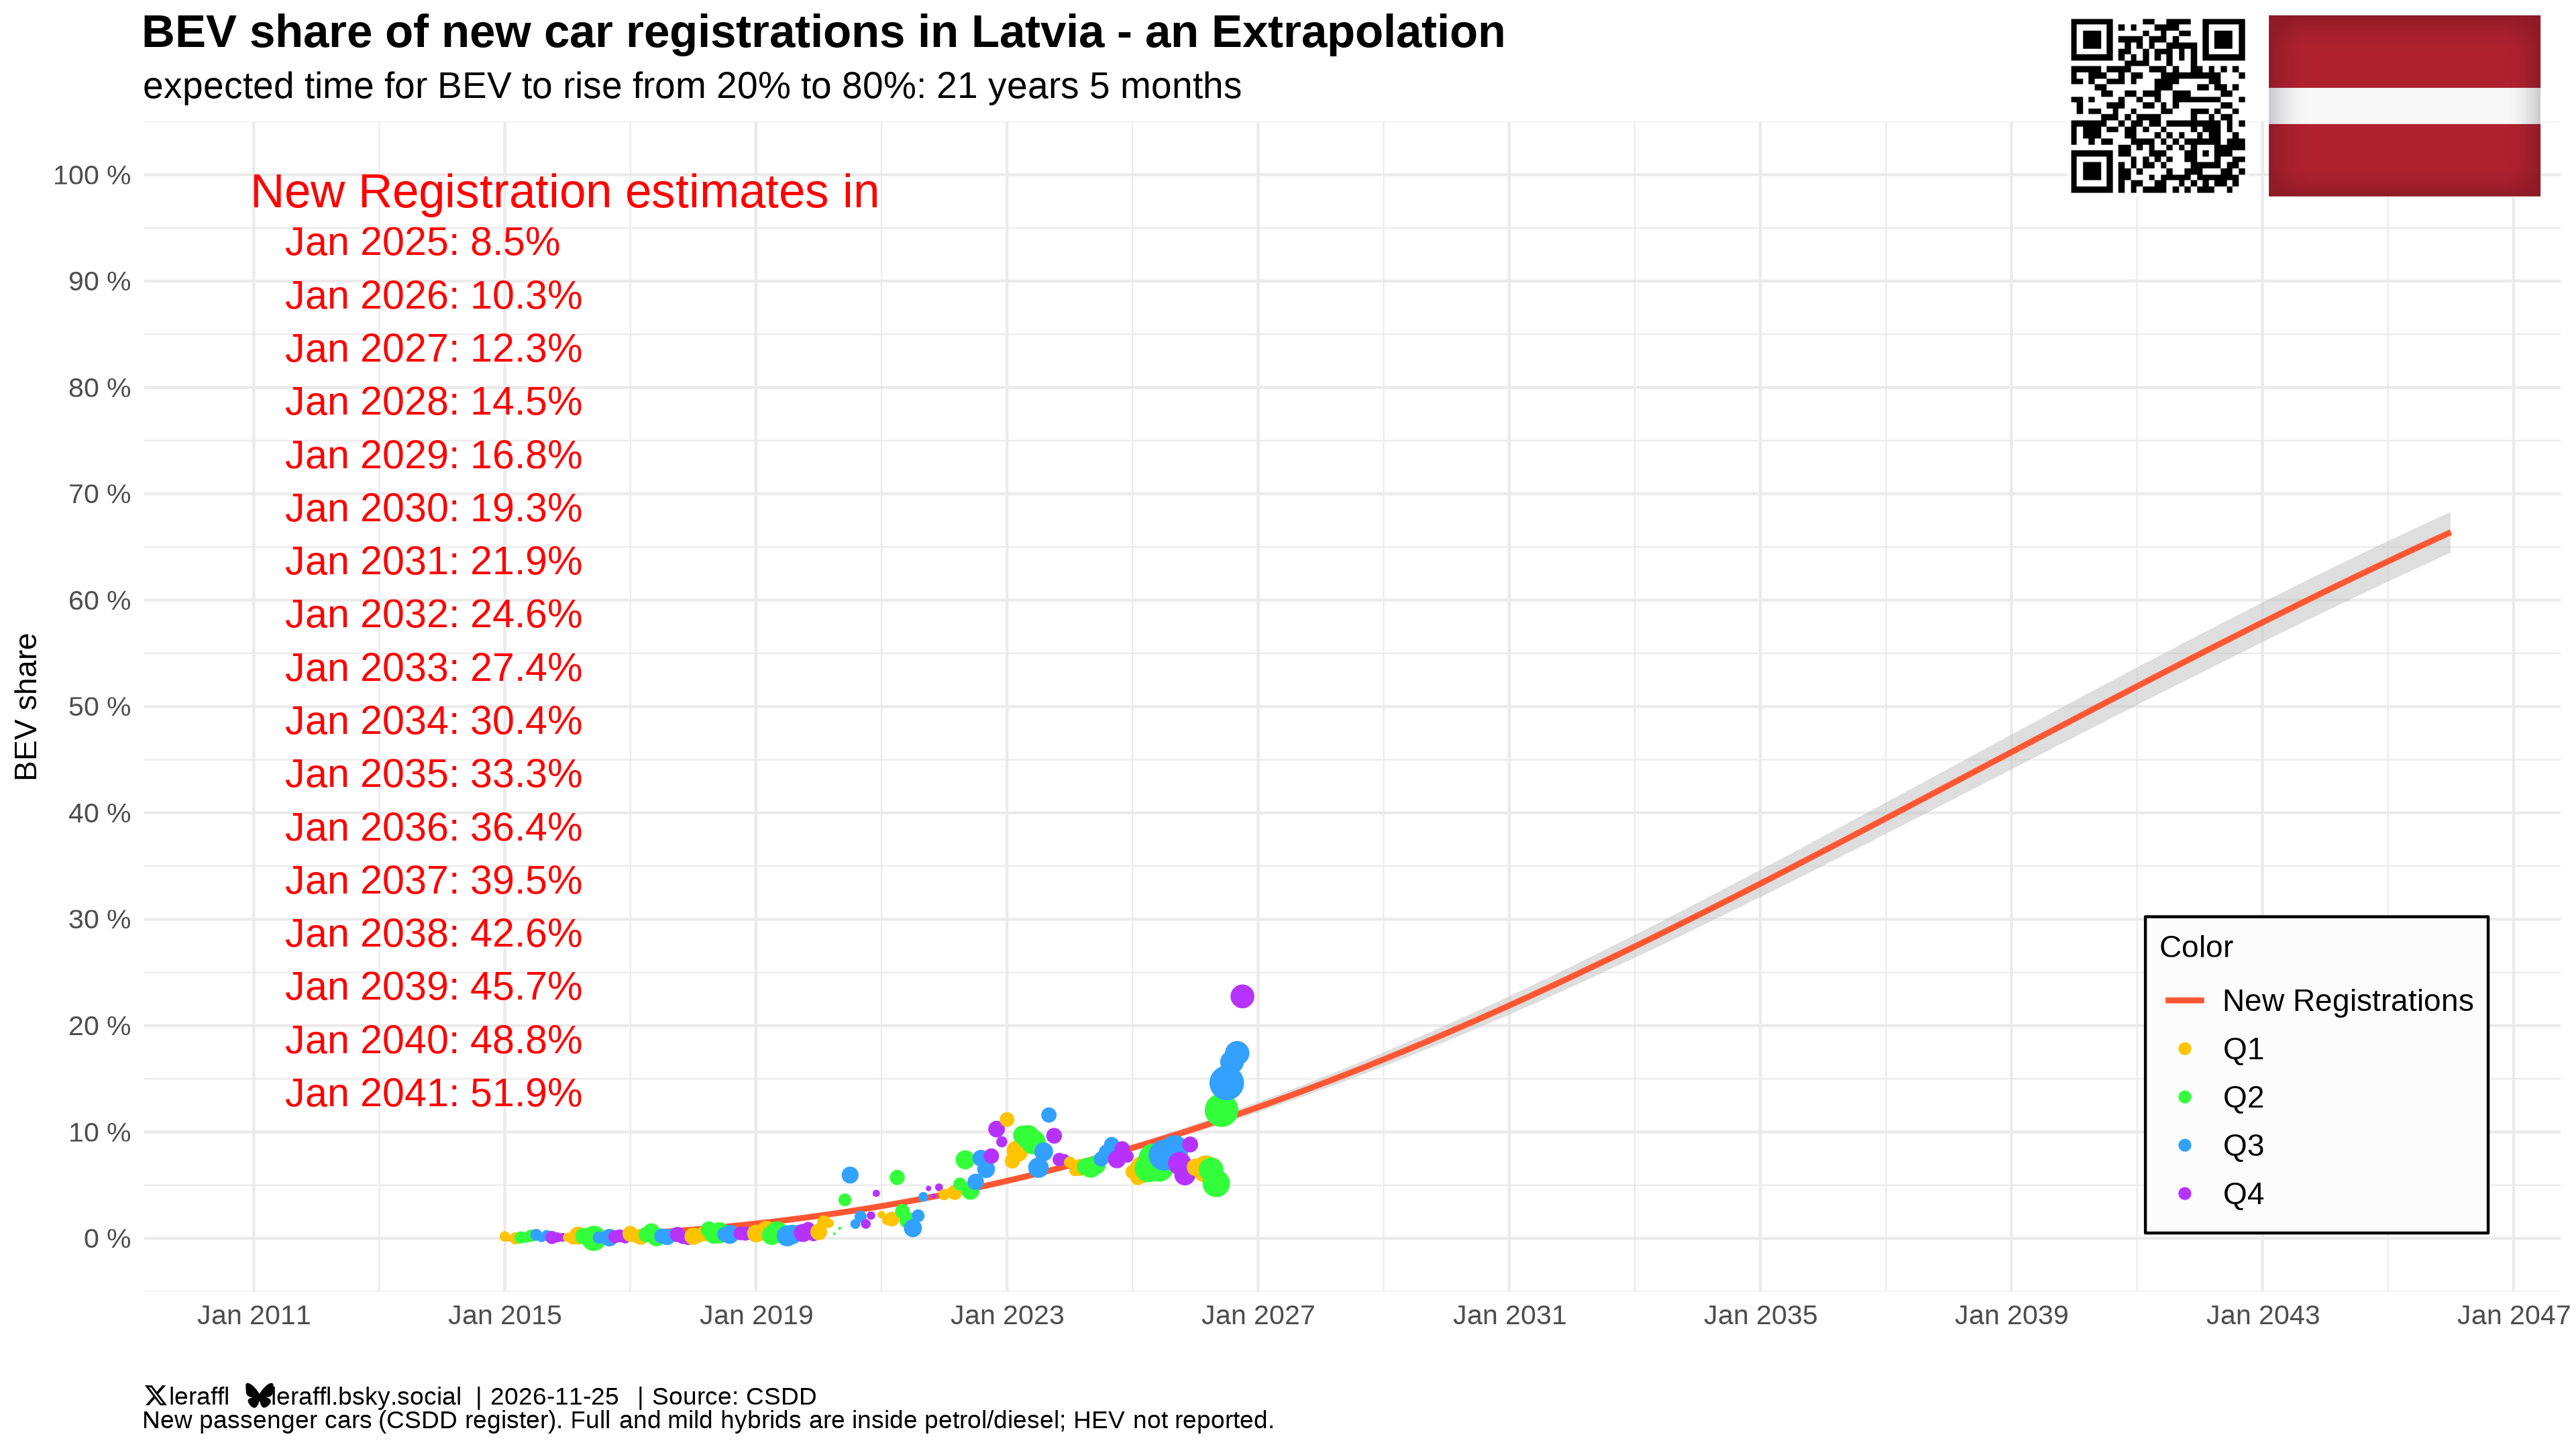 BEV share of new car registrations in Latvia - an Extrapolation
expected time for BEV to rise from 20% to 80%: 21 years 5 months
100 %
90 %
80 %
70 %
60 %
50 %
40 %
30 %
20 %
10 %
0 %
BEV share
New Registration estimates in
Jan 2025: 8.5%
Jan 2026: 10.3%
Jan 2027: 12.3%
Jan 2028: 14.5%
Jan 2029: 16.8%
Jan 2030: 19.3%
Jan 2031: 21.9%
Jan 2032: 24.6%
Jan 2033: 27.4%
Jan 2034: 30.4%
Jan 2035: 33.3%
Jan 2036: 36.4%
Jan 2037: 39.5%
Jan 2038: 42.6%
Jan 2039: 45.7%
Jan 2040: 48.8%
Jan 2041: 51.9%
Color
New Registrations
Q1
Q2
Q3
Q4
Jan 2011
Jan 2015
Jan 2019
Jan 2023
Jan 2027
Jan 2031
Jan 2035
Jan 2039
Jan 2043
Jan 2047
leraffl leraffl.bsky.social | 2026-11-25 | Source: CSDD
New passenger cars (CSDD register). Full and mild hybrids are inside petrol/diesel; HEV not reported.